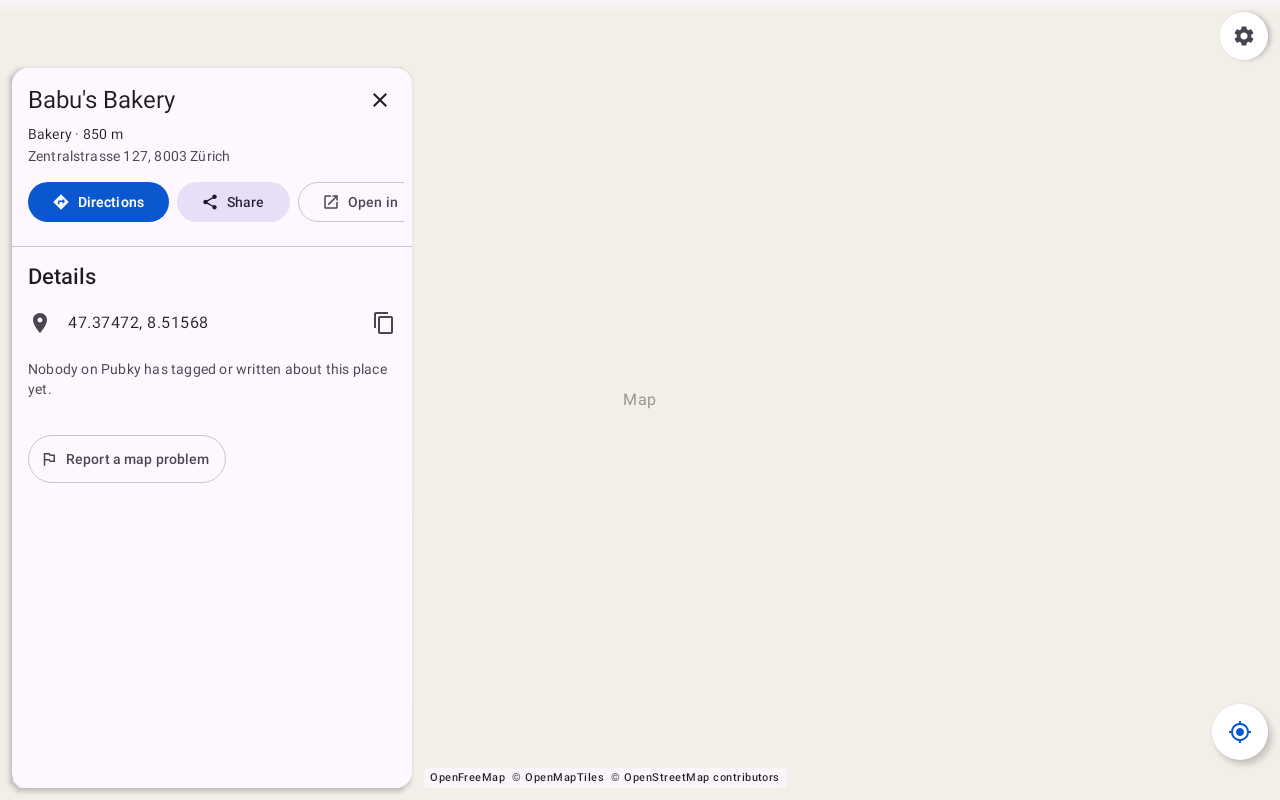 Babu's Bakery
Bakery · 850 m
Zentralstrasse 127, 8003 Zürich
Directions
Share
Open in
Details
47.37472, 8.51568
Nobody on Pubky has tagged or written about this place
yet.
Map
Report a map problem
OpenFreeMap © OpenMapTiles © OpenStreetMap contributors